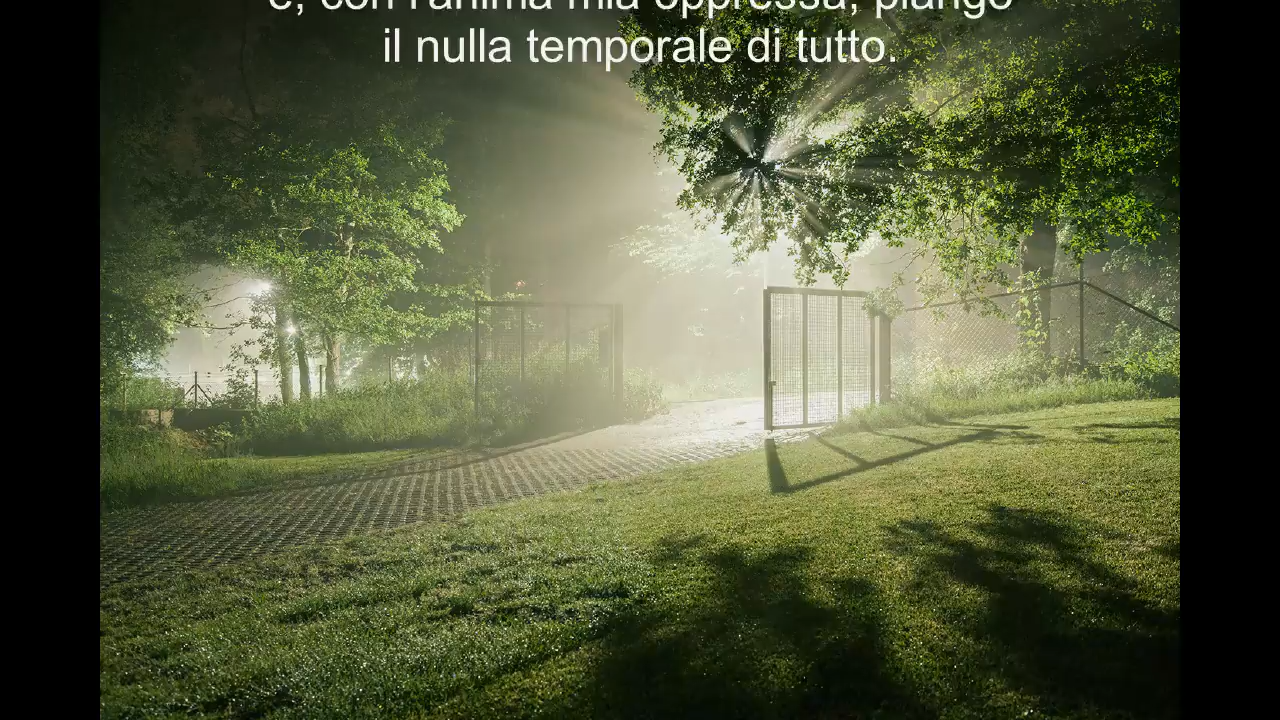 e, con l'anima mia oppressa, piango
il nulla temporale di tutto.